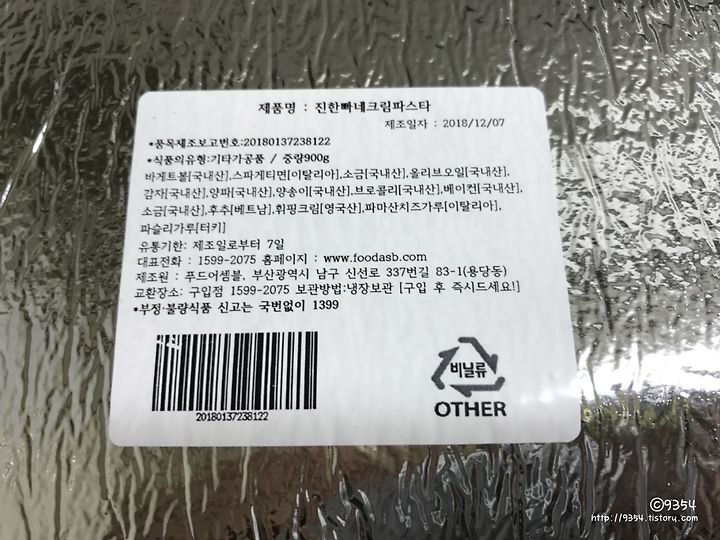 제품명 : 진한빠네크림파스타
제조일자 : 2018/12/07
•품목제조보고번호:20180137238122
•식품의유형:기타가공품 / 중량900g
바게트볼[국내산],스파게티면[이탈리아],소금[국내산],올리브오일[국내산],
감자[국내산],양파[국내산],양송이[국내산],브로콜리[국내산],베이컨[국내산],
소금[국내산],후추[베트남],휘핑크림[영국산],파마산치즈가루[이탈리아],
파슬리가루[터키]
유통기한: 제조일로부터 7일
대표전화 : 1599-2075 홈페이지 : www.foodasb.com
제조원 : 푸드어셈블, 부산광역시 남구 신선로 337번길 83-1(용당동)
교환장소: 구입점 1599-2075 보관방법:냉장보관 [구입 후 즉시드세요!]
•부정·불량식품 신고는 국번없이 1399
20180137238122
비닐류
OTHER
©9354
http://9354.tistory.com